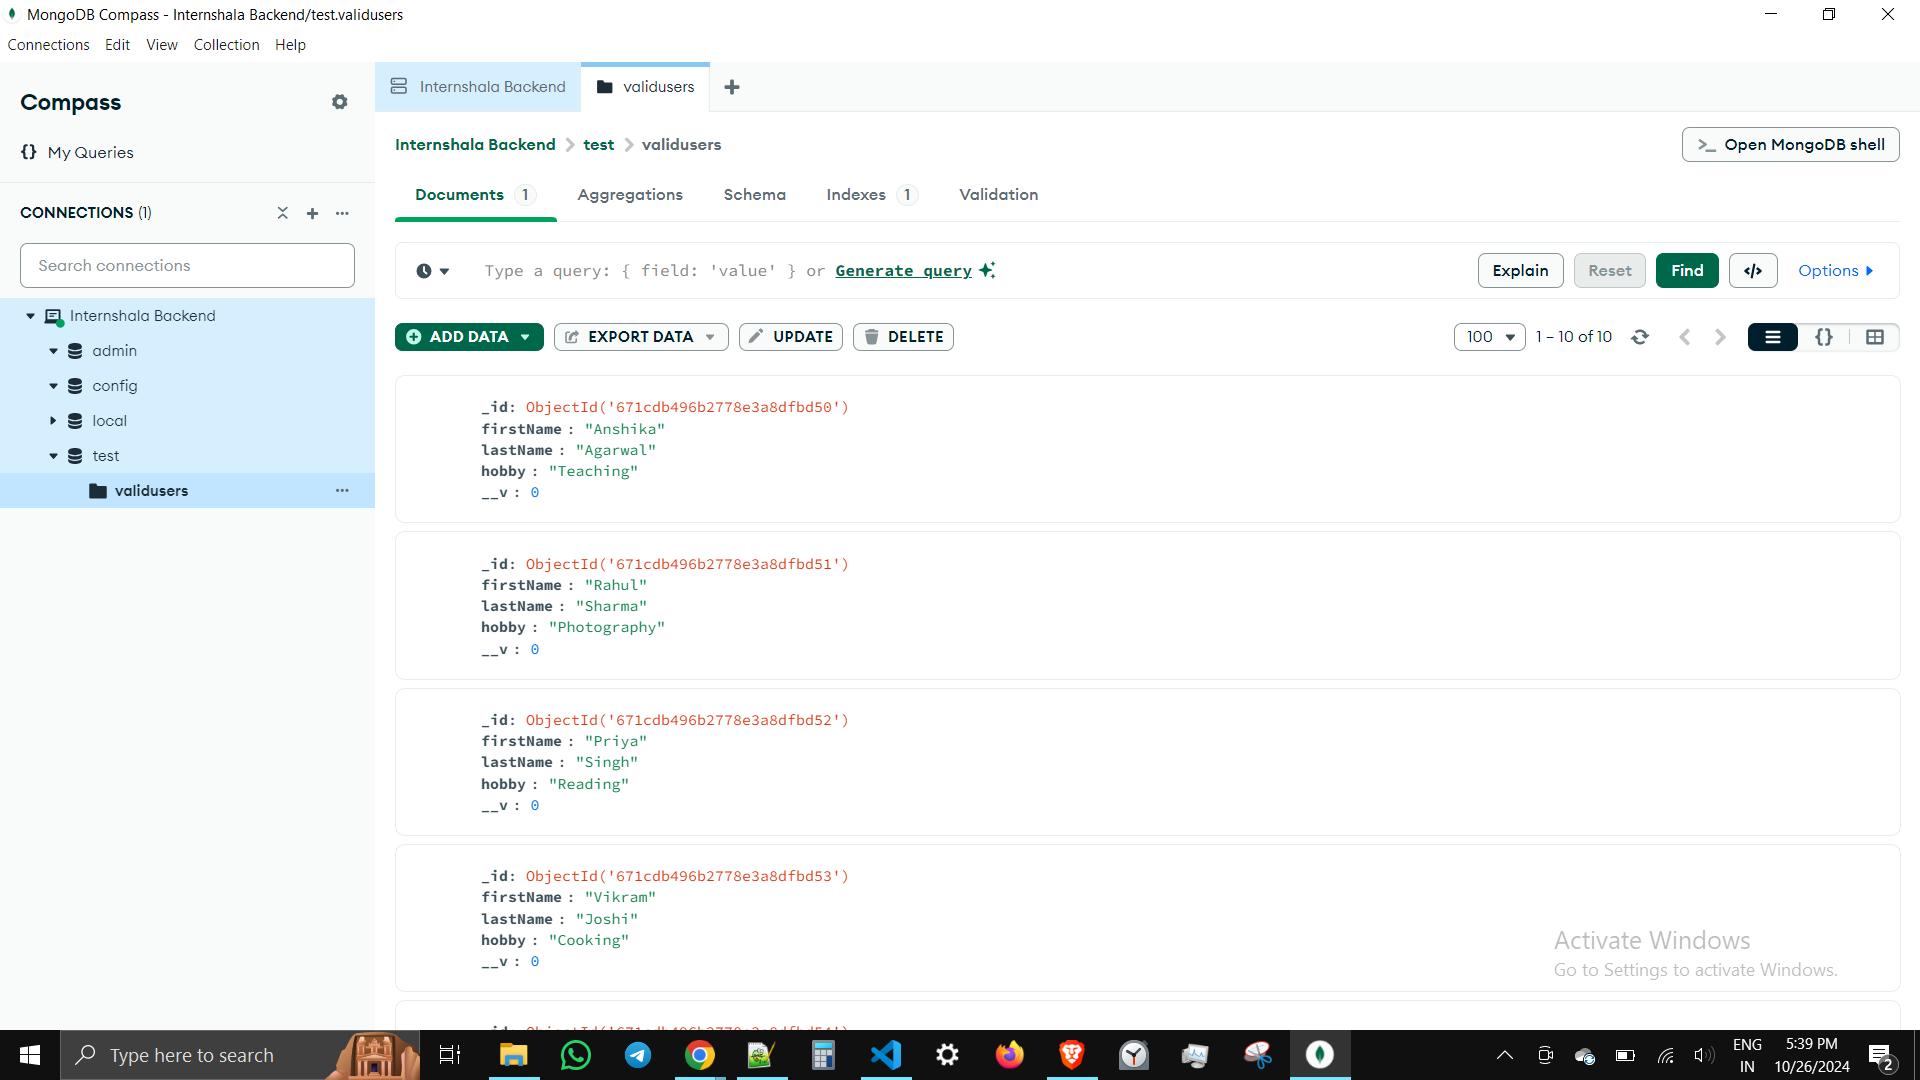 MongoDB Compass - Internshala Backend/test.validusers
Connections Edit View Collection Help
Compass
{} My Queries
CONNECTIONS (1)
Search connections
Internshala Backend
admin
config
local
test
validusers
Internshala Backend validusers
Internshala Backend > test > validusers
>_ Open MongoDB shell
Documents 1 Aggregations Schema Indexes 1 Validation
Type a query: { field: 'value' } or Generate query
Explain Reset Find </> Options
ADD DATA EXPORT DATA UPDATE DELETE
100 1 – 10 of 10 {}
_id: ObjectId('671cdb496b2778e3a8dfbd50')
firstName : "Anshika"
lastName : "Agarwal"
hobby : "Teaching"
__v : 0
_id: ObjectId('671cdb496b2778e3a8dfbd51')
firstName : "Rahul"
lastName : "Sharma"
hobby : "Photography"
__v : 0
_id: ObjectId('671cdb496b2778e3a8dfbd52')
firstName : "Priya"
lastName : "Singh"
hobby : "Reading"
__v : 0
_id: ObjectId('671cdb496b2778e3a8dfbd53')
firstName : "Vikram"
lastName : "Joshi"
hobby : "Cooking"
__v : 0
Activate Windows
Go to Settings to activate Windows.
Type here to search
ENG
IN
5:39 PM
10/26/2024
2